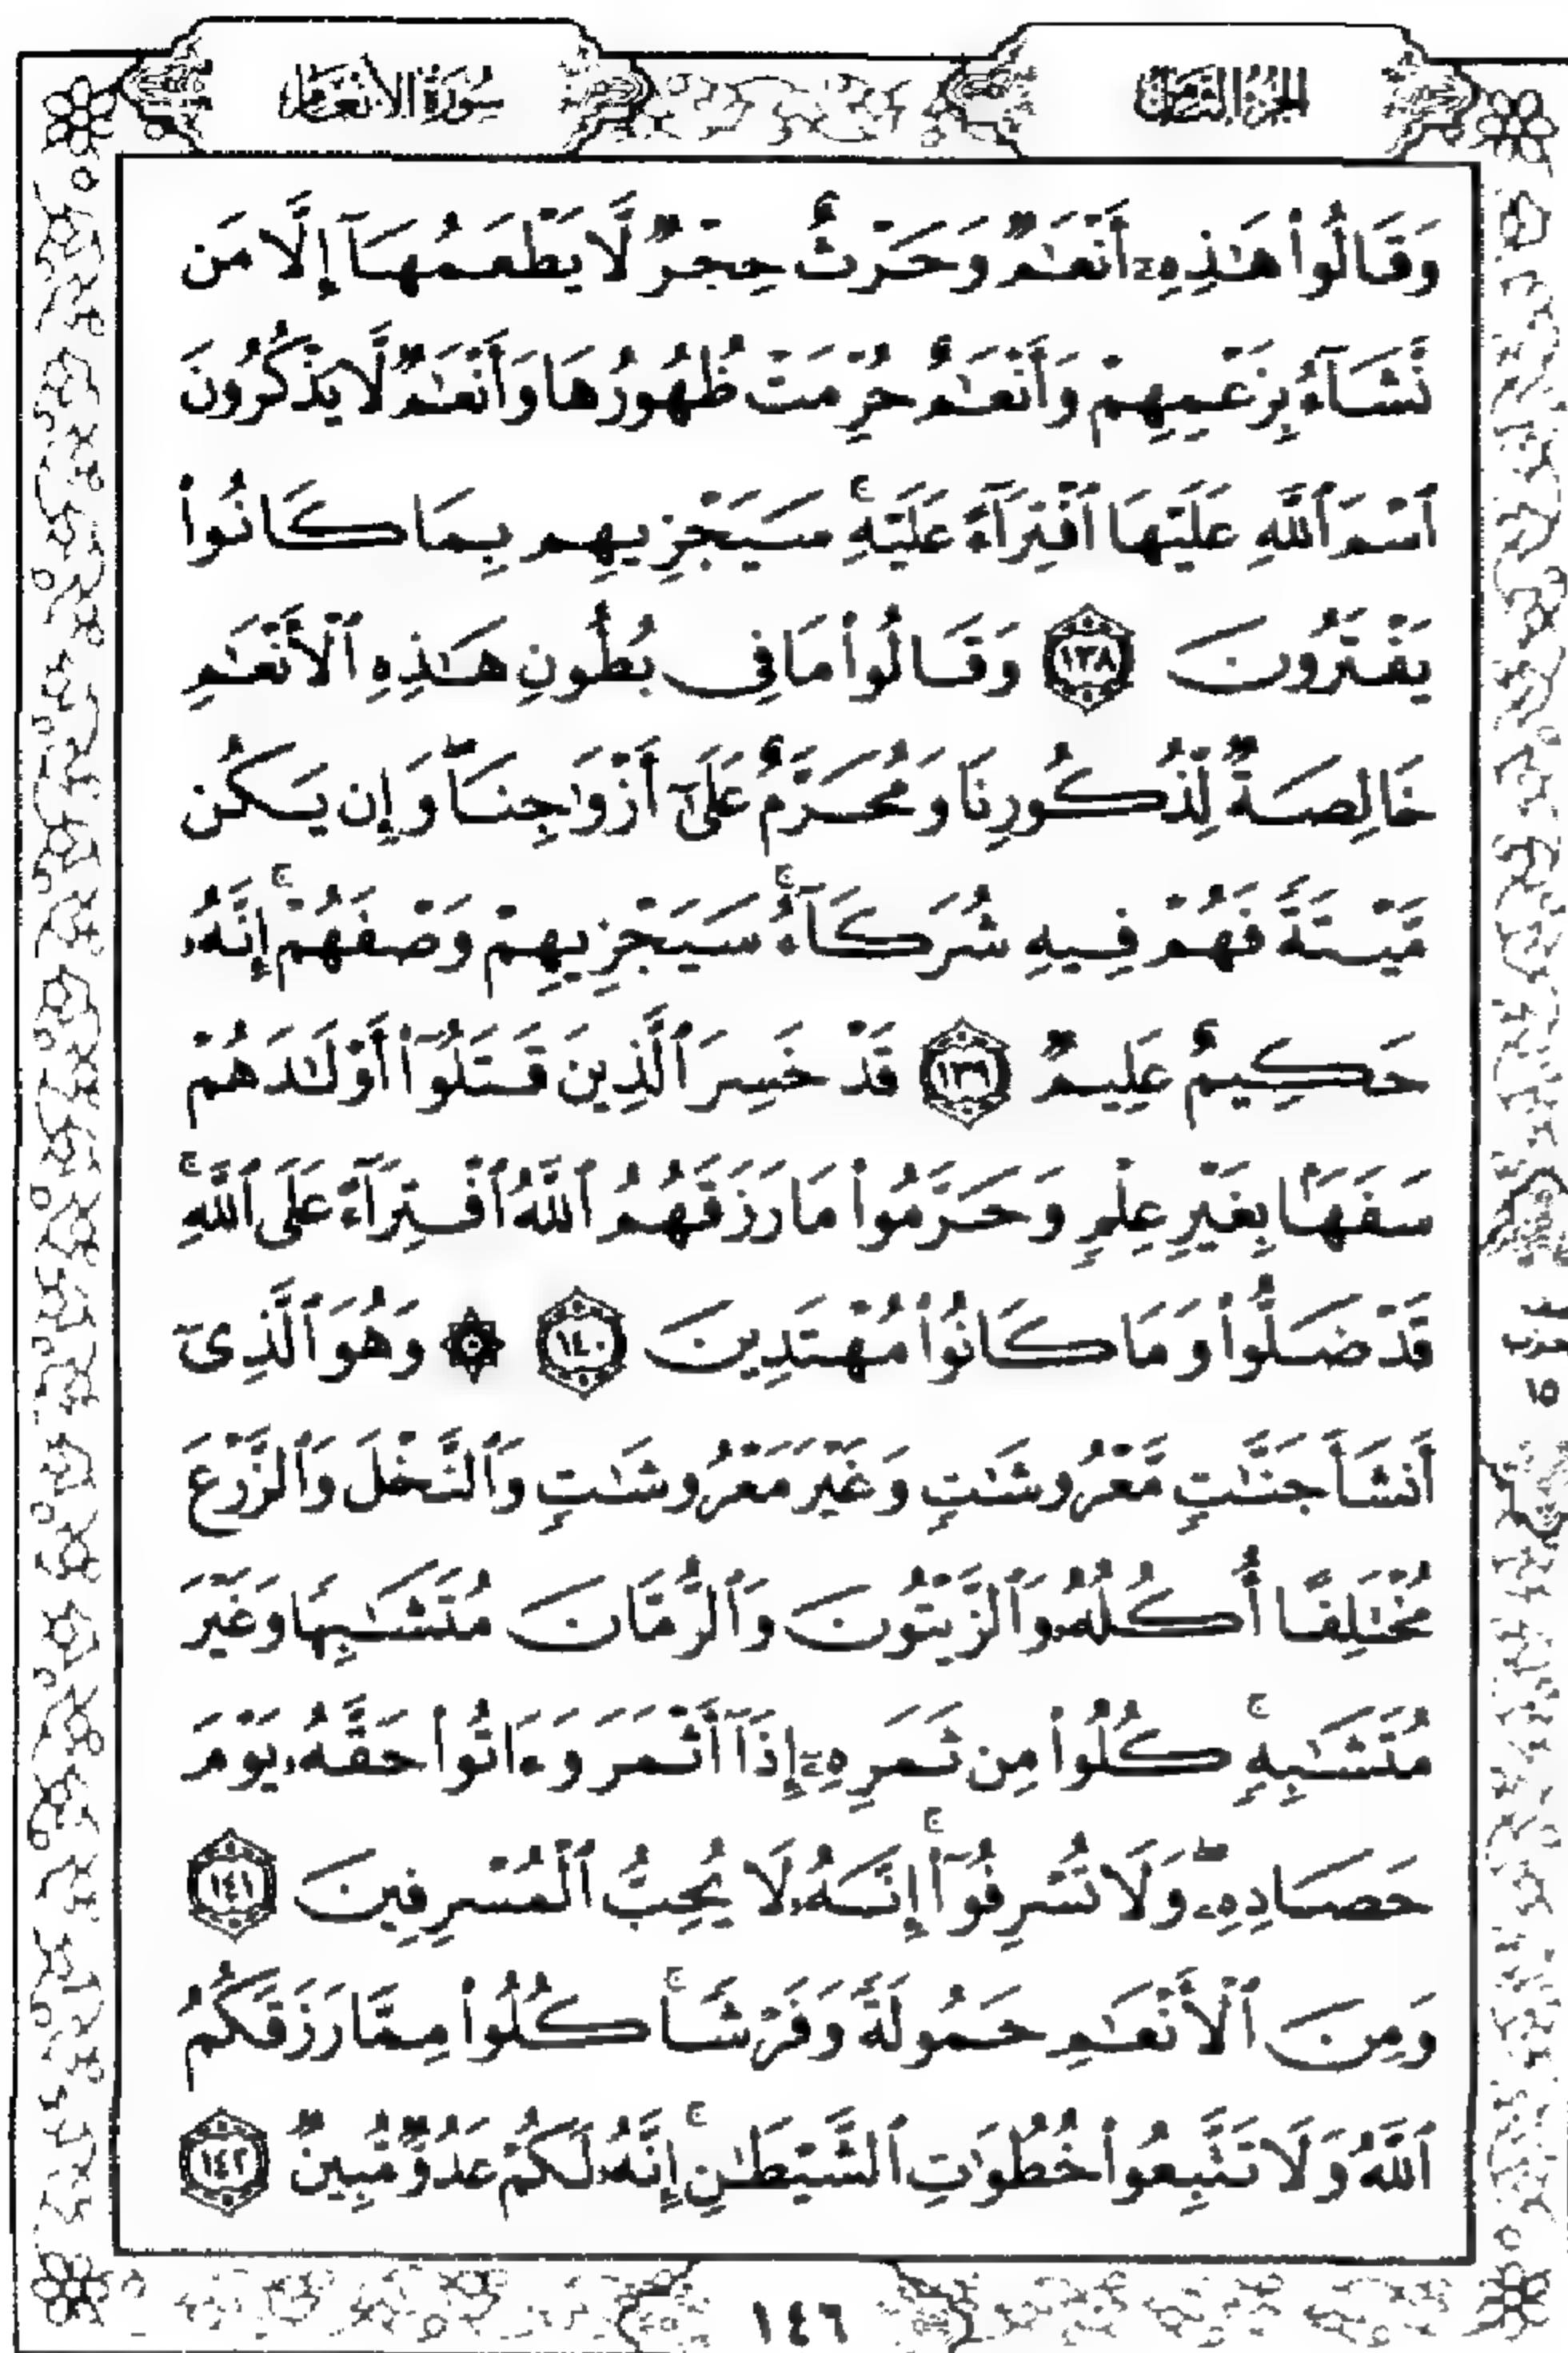 الجزء الثامن
سورة الأنعام
وَقَالُوا۟ هَـٰذِهِۦٓ أَنْعَـٰمٌ وَحَرْثٌ حِجْرٌ لَّا يَطْعَمُهَآ إِلَّا مَن
نَّشَآءُ بِزَعْمِهِمْ وَأَنْعَـٰمٌ حُرِّمَتْ ظُهُورُهَا وَأَنْعَـٰمٌ لَّا يَذْكُرُونَ
ٱسْمَ ٱللَّهِ عَلَيْهَا ٱفْتِرَآءً عَلَيْهِ ۚ سَيَجْزِيهِم بِمَا كَانُوا۟
يَفْتَرُونَ ١٣٨ وَقَالُوا۟ مَا فِى بُطُونِ هَـٰذِهِ ٱلْأَنْعَـٰمِ
خَالِصَةٌ لِّذُكُورِنَا وَمُحَرَّمٌ عَلَىٰٓ أَزْوَٰجِنَا ۖ وَإِن يَكُن
مَّيْتَةً فَهُمْ فِيهِ شُرَكَآءُ ۚ سَيَجْزِيهِمْ وَصْفَهُمْ ۚ إِنَّهُۥ
حَكِيمٌ عَلِيمٌ ١٣٩ قَدْ خَسِرَ ٱلَّذِينَ قَتَلُوٓا۟ أَوْلَـٰدَهُمْ
سَفَهًۢا بِغَيْرِ عِلْمٍ وَحَرَّمُوا۟ مَا رَزَقَهُمُ ٱللَّهُ ٱفْتِرَآءً عَلَى ٱللَّهِ ۚ
قَدْ ضَلُّوا۟ وَمَا كَانُوا۟ مُهْتَدِينَ ١٤٠ ۞ وَهُوَ ٱلَّذِىٓ
أَنشَأَ جَنَّـٰتٍ مَّعْرُوشَـٰتٍ وَغَيْرَ مَعْرُوشَـٰتٍ وَٱلنَّخْلَ وَٱلزَّرْعَ
مُخْتَلِفًا أُكُلُهُۥ وَٱلزَّيْتُونَ وَٱلرُّمَّانَ مُتَشَـٰبِهًا وَغَيْرَ
مُتَشَـٰبِهٍ ۚ كُلُوا۟ مِن ثَمَرِهِۦٓ إِذَآ أَثْمَرَ وَءَاتُوا۟ حَقَّهُۥ يَوْمَ
حَصَادِهِۦ ۖ وَلَا تُسْرِفُوٓا۟ ۚ إِنَّهُۥ لَا يُحِبُّ ٱلْمُسْرِفِينَ ١٤١
وَمِنَ ٱلْأَنْعَـٰمِ حَمُولَةً وَفَرْشًا ۚ كُلُوا۟ مِمَّا رَزَقَكُمُ
ٱللَّهُ وَلَا تَتَّبِعُوا۟ خُطُوَٰتِ ٱلشَّيْطَـٰنِ ۚ إِنَّهُۥ لَكُمْ عَدُوٌّ مُّبِينٌ ١٤٢
١٤٦